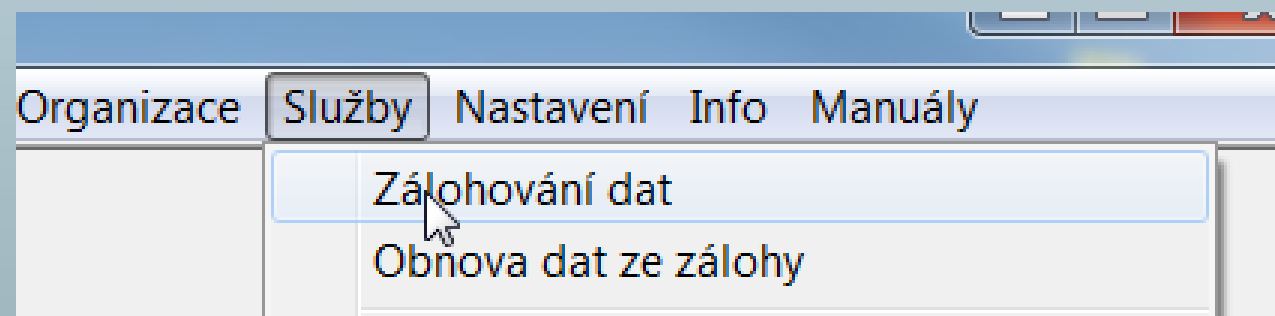 Organizace Služby Nastavení Info Manuály
Zálohování dat
Obnova dat ze zálohy